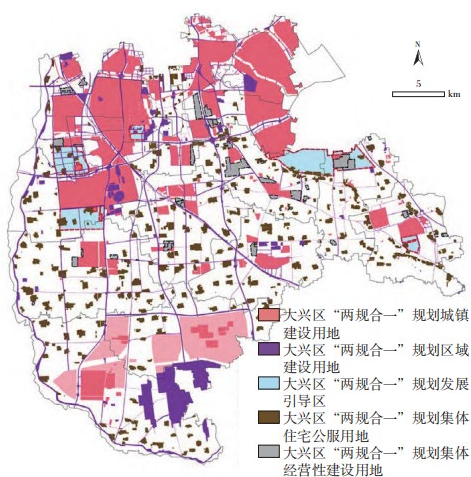 N
5
km
大兴区“两规合一”规划城镇
建设用地
大兴区“两规合一”规划区域
建设用地
大兴区“两规合一”规划发展
引导区
大兴区“两规合一”规划集体
住宅公服用地
大兴区“两规合一”规划集体
经营性建设用地